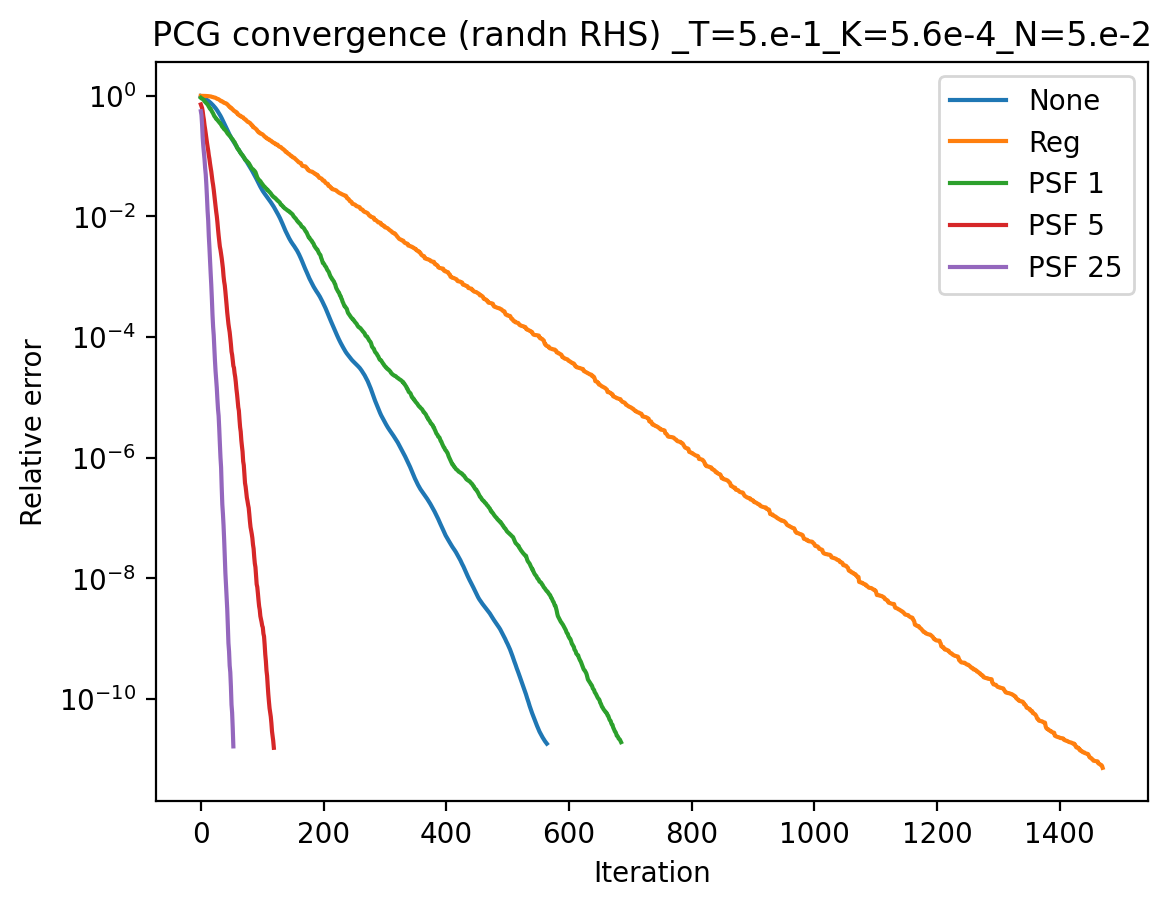 PCG convergence (randn RHS) _T=5.e-1_K=5.6e-4_N=5.e-2
None
Reg
PSF 1
PSF 5
PSF 25
Relative error
10⁰
10⁻²
10⁻⁴
10⁻⁶
10⁻⁸
10⁻¹⁰
0 200 400 600 800 1000 1200 1400
Iteration